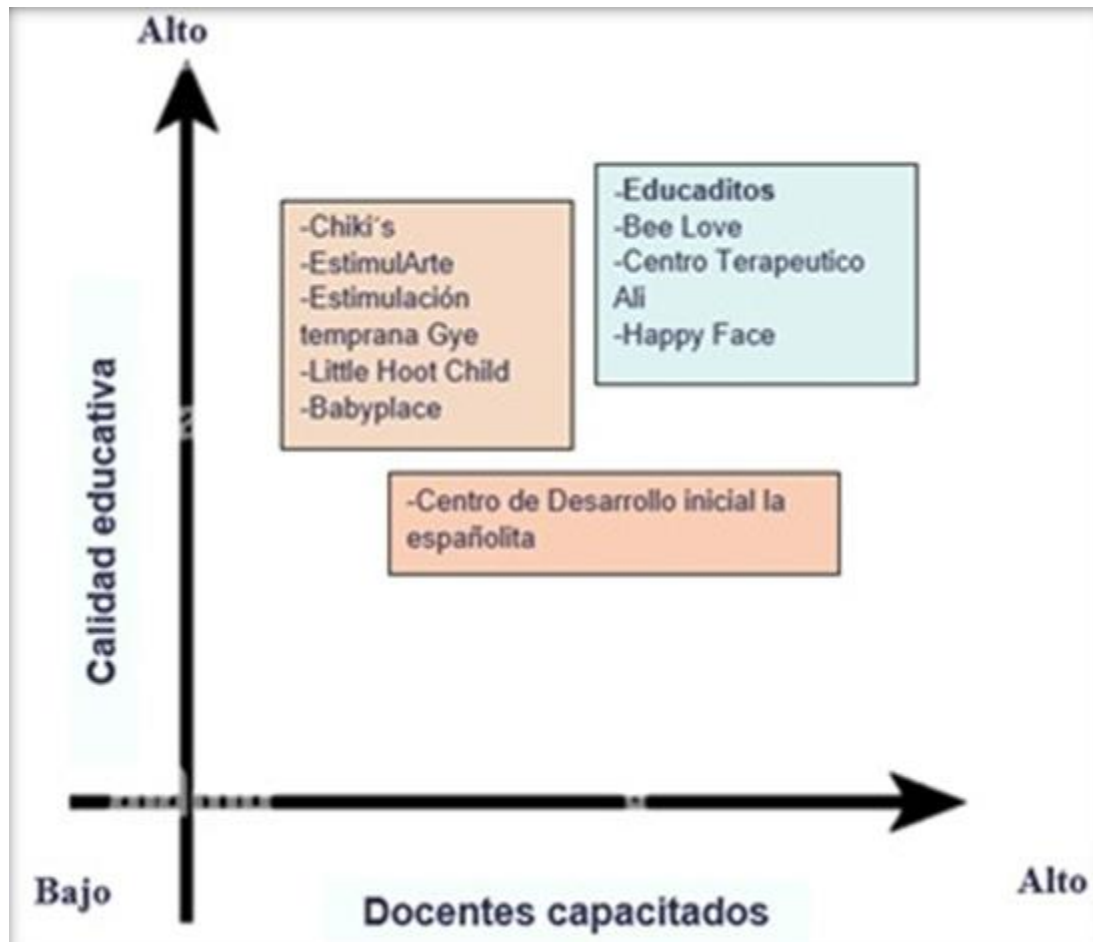 Alto
-Chiki´s
-EstimulArte
-Estimulación
temprana Gye
-Little Hoot Child
-Babyplace
-Educaditos
-Bee Love
-Centro Terapeutico
Ali
-Happy Face
-Centro de Desarrollo inicial la
españolita
Calidad educativa
Bajo
Docentes capacitados
Alto